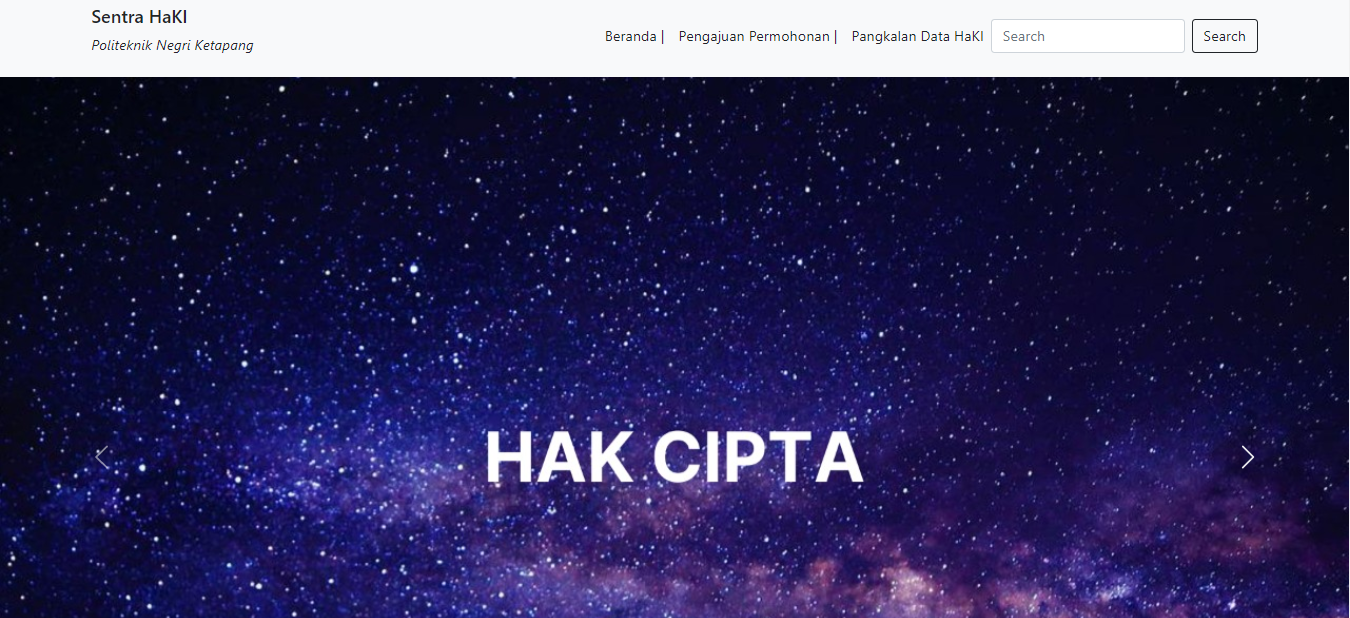 Sentra HaKI
Politeknik Negri Ketapang
Beranda | Pengajuan Permohonan | Pangkalan Data HaKI Search Search
HAK CIPTA